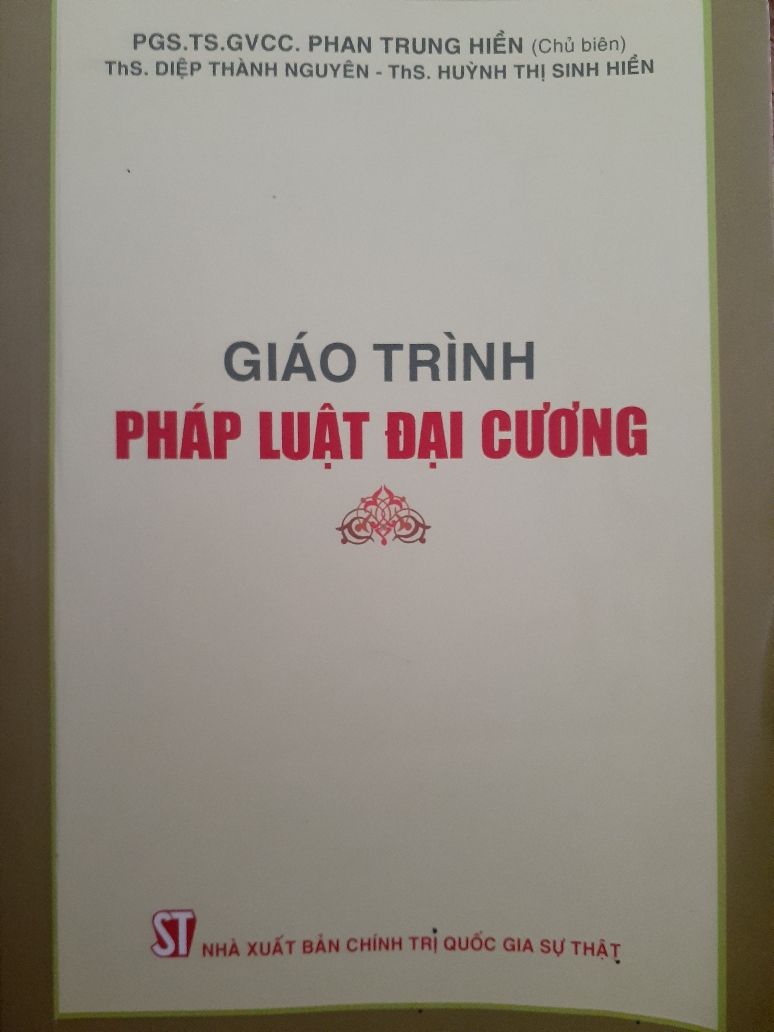 PGS.TS.GVCC. PHAN TRUNG HIỀN (Chủ biên)
ThS. DIỆP THÀNH NGUYÊN - ThS. HUỲNH THỊ SINH HIỀN
GIÁO TRÌNH
PHÁP LUẬT ĐẠI CƯƠNG
ST NHÀ XUẤT BẢN CHÍNH TRỊ QUỐC GIA SỰ THẬT